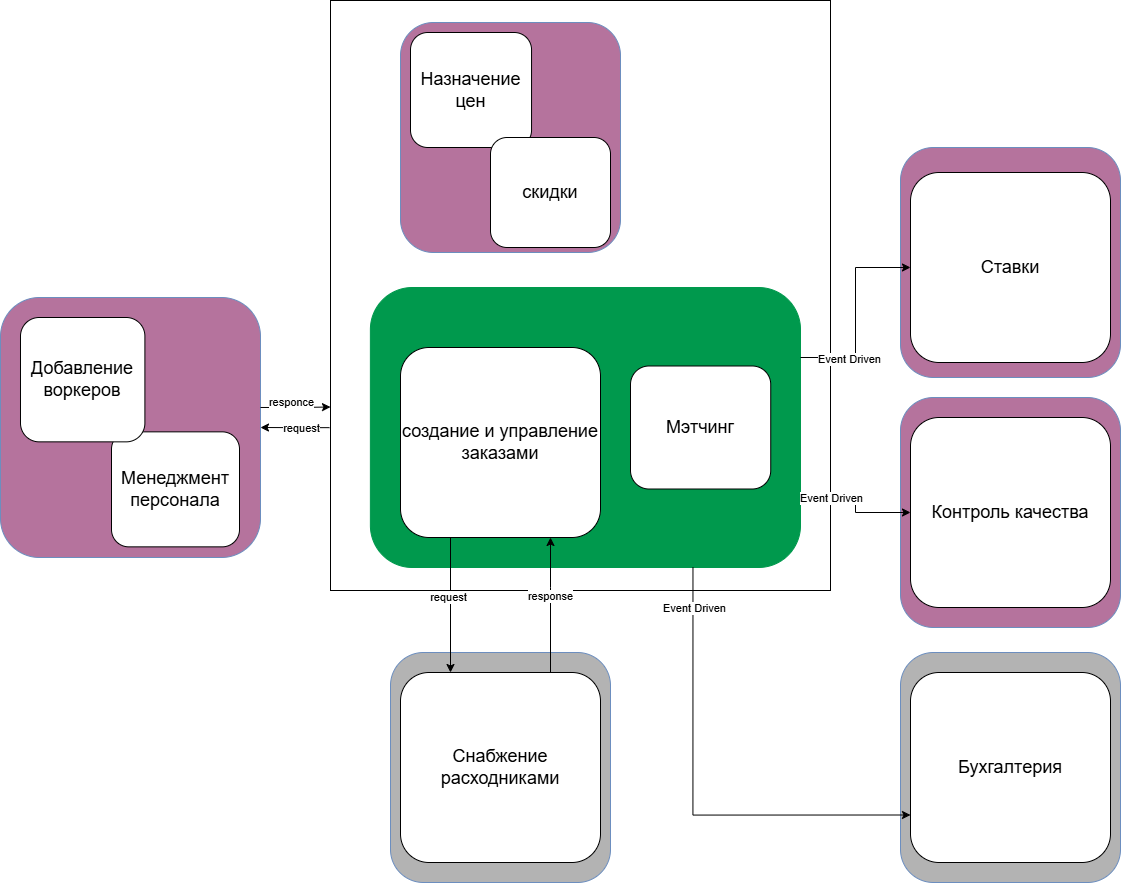 Назначение
цен
скидки
Ставки
Добавление
воркеров
Менеджмент
персонала
responce
request
создание и управление
заказами
Мэтчинг
Event Driven
Event Driven
Контроль качества
request
response
Event Driven
Снабжение
расходниками
Бухгалтерия